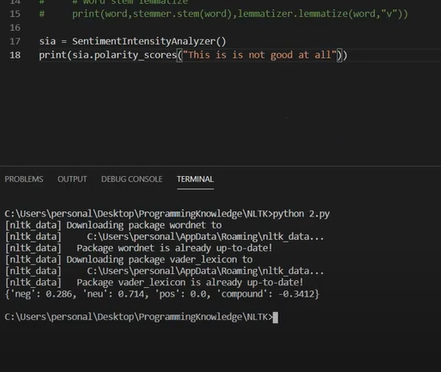 14 #     # word stem lemmatize
15 #     print(word,stemmer.stem(word),lemmatizer.lemmatize(word,"v"))
16
17 sia = SentimentIntensityAnalyzer()
18 print(sia.polarity_scores("This is is not good at all"))
PROBLEMS OUTPUT DEBUG CONSOLE TERMINAL
C:\Users\personal\Desktop\ProgrammingKnowledge\NLTK>python 2.py
[nltk_data] Downloading package wordnet to
[nltk_data]     C:\Users\personal\AppData\Roaming\nltk_data...
[nltk_data]   Package wordnet is already up-to-date!
[nltk_data] Downloading package vader_lexicon to
[nltk_data]     C:\Users\personal\AppData\Roaming\nltk_data...
[nltk_data]   Package vader_lexicon is already up-to-date!
{'neg': 0.286, 'neu': 0.714, 'pos': 0.0, 'compound': -0.3412}
C:\Users\personal\Desktop\ProgrammingKnowledge\NLTK>